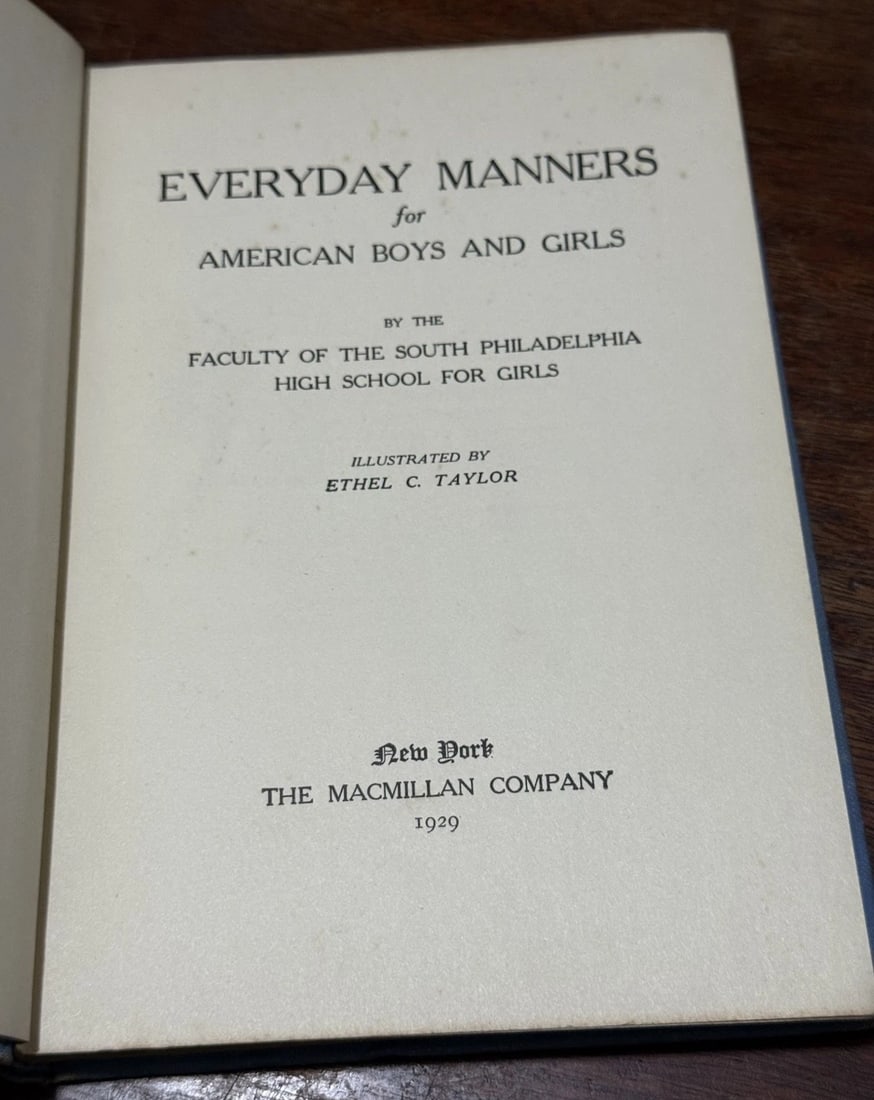 EVERYDAY MANNERS
for
AMERICAN BOYS AND GIRLS
BY THE
FACULTY OF THE SOUTH PHILADELPHIA
HIGH SCHOOL FOR GIRLS
ILLUSTRATED BY
ETHEL C. TAYLOR
New York
THE MACMILLAN COMPANY
1929